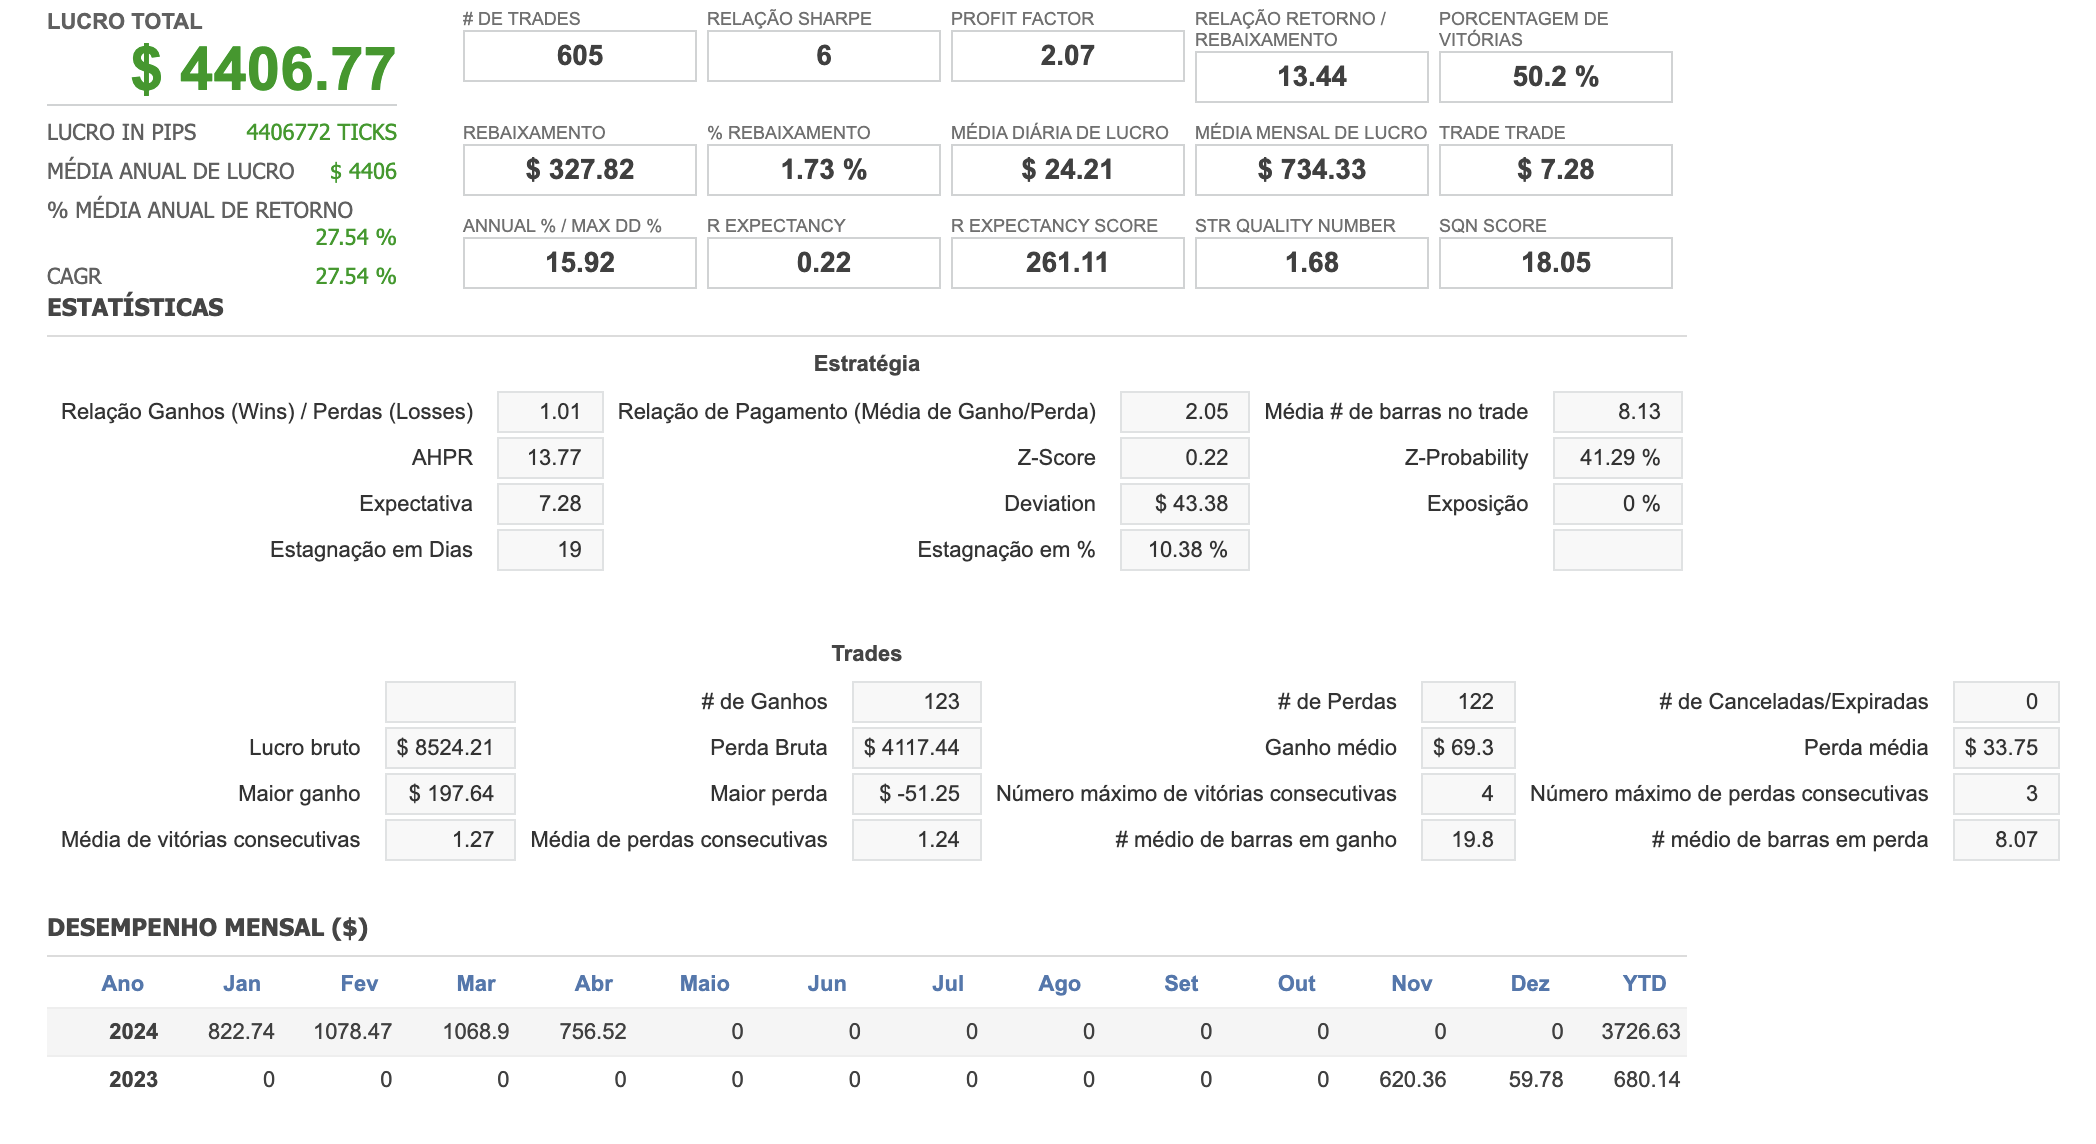 LUCRO TOTAL
$ 4406.77
LUCRO IN PIPS 4406772 TICKS
MÉDIA ANUAL DE LUCRO $ 4406
% MÉDIA ANUAL DE RETORNO
27.54 %
CAGR 27.54 %
# DE TRADES RELAÇÃO SHARPE PROFIT FACTOR RELAÇÃO RETORNO / REBAIXAMENTO PORCENTAGEM DE VITÓRIAS
605 6 2.07 13.44 50.2 %
REBAIXAMENTO % REBAIXAMENTO MÉDIA DIÁRIA DE LUCRO MÉDIA MENSAL DE LUCRO TRADE TRADE
$ 327.82 1.73 % $ 24.21 $ 734.33 $ 7.28
ANNUAL % / MAX DD % R EXPECTANCY R EXPECTANCY SCORE STR QUALITY NUMBER SQN SCORE
15.92 0.22 261.11 1.68 18.05
ESTATÍSTICAS
Estratégia
Relação Ganhos (Wins) / Perdas (Losses) 1.01 Relação de Pagamento (Média de Ganho/Perda) 2.05 Média # de barras no trade 8.13
AHPR 13.77 Z-Score 0.22 Z-Probability 41.29 %
Expectativa 7.28 Deviation $ 43.38 Exposição 0 %
Estagnação em Dias 19 Estagnação em % 10.38 %
Trades
# de Ganhos 123 # de Perdas 122 # de Canceladas/Expiradas 0
Lucro bruto $ 8524.21 Perda Bruta $ 4117.44 Ganho médio $ 69.3 Perda média $ 33.75
Maior ganho $ 197.64 Maior perda $ -51.25 Número máximo de vitórias consecutivas 4 Número máximo de perdas consecutivas 3
Média de vitórias consecutivas 1.27 Média de perdas consecutivas 1.24 # médio de barras em ganho 19.8 # médio de barras em perda 8.07
DESEMPENHO MENSAL ($)
Ano Jan Fev Mar Abr Maio Jun Jul Ago Set Out Nov Dez YTD
2024 822.74 1078.47 1068.9 756.52 0 0 0 0 0 0 0 0 3726.63
2023 0 0 0 0 0 0 0 0 0 0 620.36 59.78 680.14